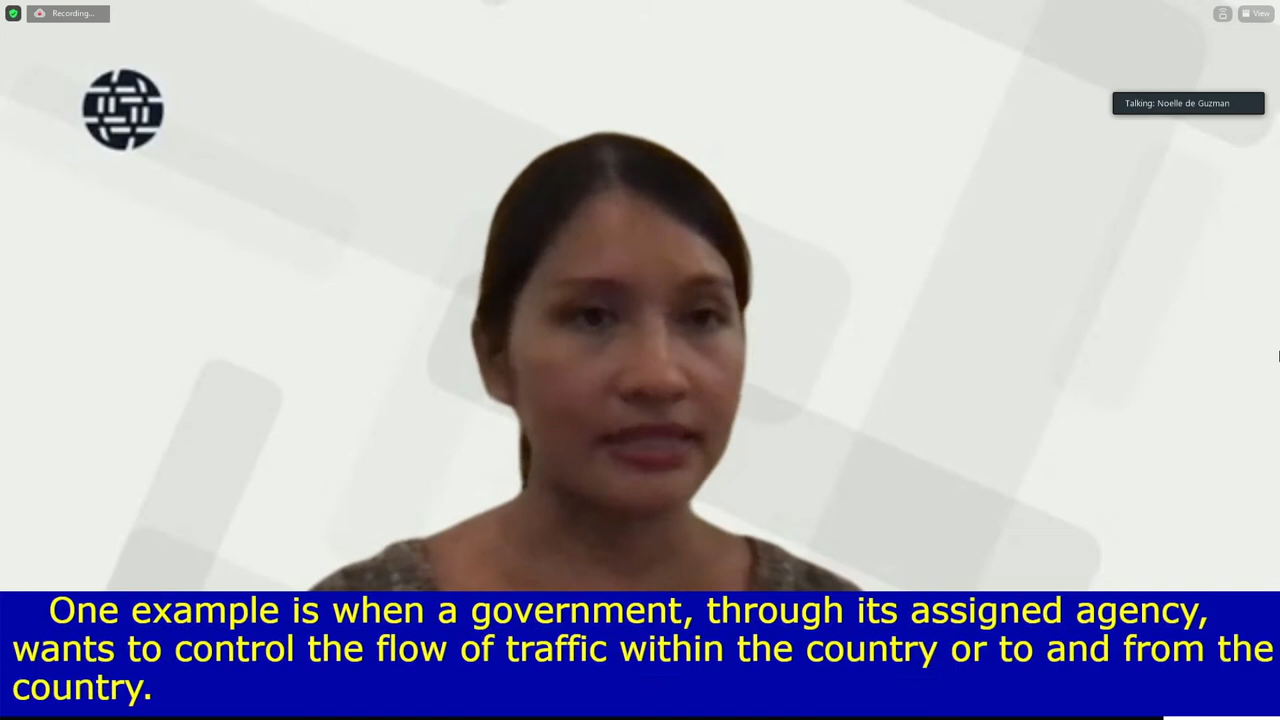 Recording...
View
Talking: Noelle de Guzman
One example is when a government, through its assigned agency,
wants to control the flow of traffic within the country or to and from the
country.